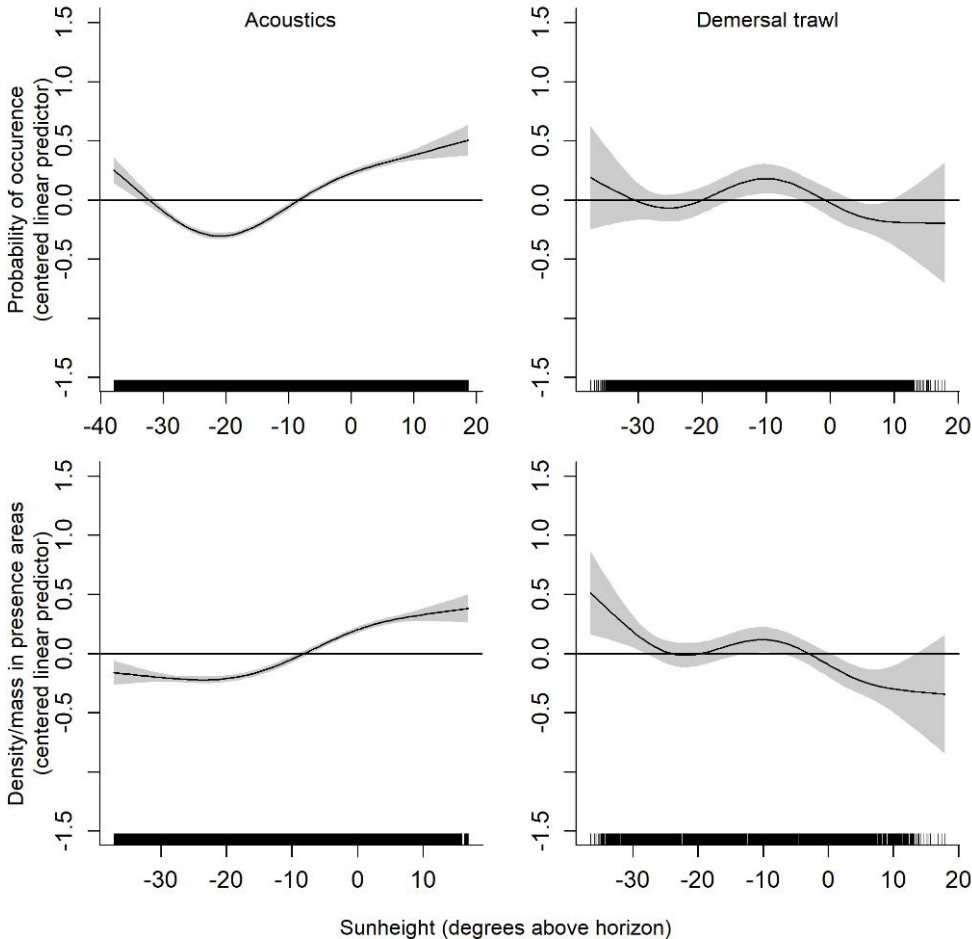 Acoustics
Demersal trawl
Probability of occurence
(centered linear predictor)
1.5
1.0
0.5
0.0
-0.5
-1.5
-40 -30 -20 -10 0 10 20
1.5
1.0
0.5
0.0
-0.5
-1.5
-30 -20 -10 0 10 20
Density/mass in presence areas
(centered linear predictor)
1.5
1.0
0.5
0.0
-0.5
-1.5
-30 -20 -10 0 10
1.5
1.0
0.5
0.0
-0.5
-1.5
-30 -20 -10 0 10 20
Sunheight (degrees above horizon)